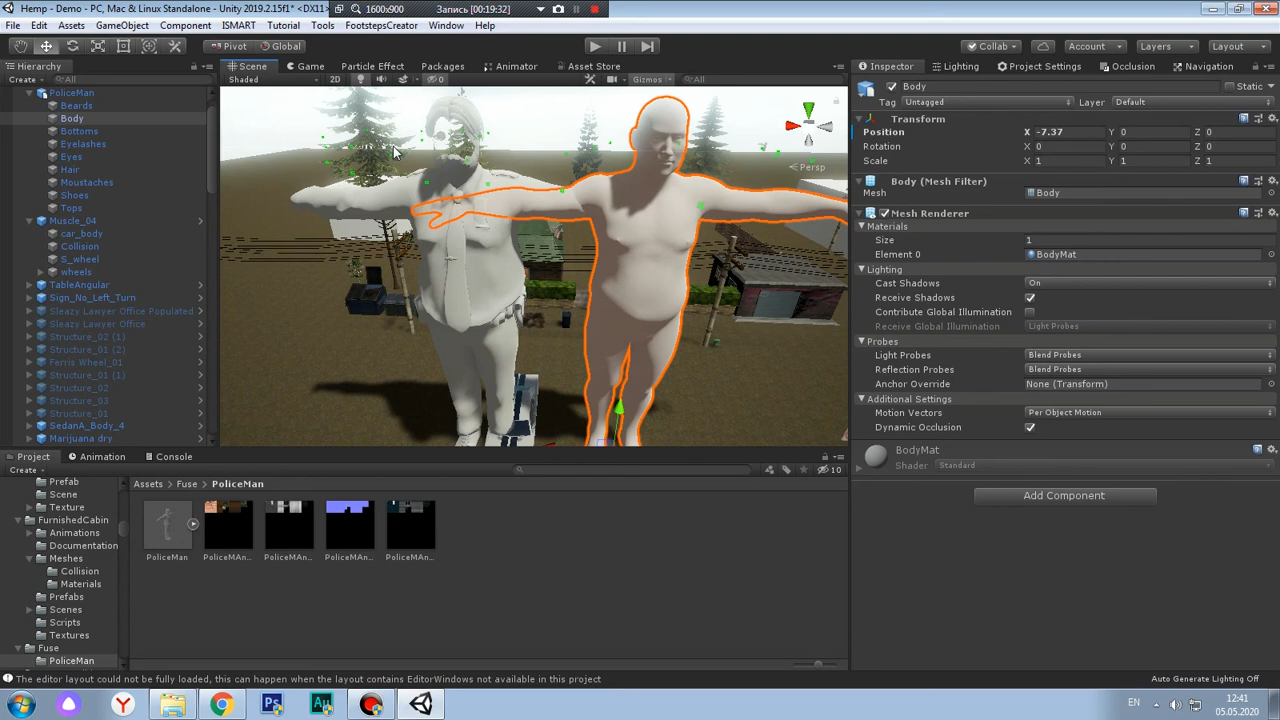 Hemp - Demo - PC, Mac & Linux Standalone - Unity 2019.2.15f1* <DX11>
1600x900
Запись [00:19:32]
File Edit Assets GameObject Component ISMART Tutorial Tools FootstepsCreator Window Help
Pivot Global
Collab Account Layers Layout
Hierarchy
Scene Game Particle Effect Packages Animator Asset Store
Inspector Lighting Project Settings Occlusion Navigation
Create All
Shaded 2D 0 Gizmos All
PoliceMan
Beards
Body
Bottoms
Eyelashes
Eyes
Hair
Moustaches
Shoes
Tops
Muscle_04
car_body
Collision
S_wheel
wheels
TableAngular
Sign_No_Left_Turn
Sleazy Lawyer Office Populated
Sleazy Lawyer Office
Structure_02 (1)
Structure_01 (2)
Ferris Wheel_01
Structure_01 (1)
Structure_02
Structure_03
Structure_01
SedanA_Body_4
Marijuana dry
Persp
Body Static
Tag Untagged Layer Default
Transform
Position X -7.37 Y 0 Z 0
Rotation X 0 Y 0 Z 0
Scale X 1 Y 1 Z 1
Body (Mesh Filter)
Mesh Body
Mesh Renderer
Materials
Size 1
Element 0 BodyMat
Lighting
Cast Shadows On
Receive Shadows
Contribute Global Illumination
Receive Global Illumination Light Probes
Probes
Light Probes Blend Probes
Reflection Probes Blend Probes
Anchor Override None (Transform)
Additional Settings
Motion Vectors Per Object Motion
Dynamic Occlusion
BodyMat
Shader Standard
Add Component
Project Animation Console
Create 10
Prefab
Scene
Texture
FurnishedCabin
Animations
Documentation
Meshes
Collision
Materials
Prefabs
Scenes
Scripts
Textures
Fuse
PoliceMan
Assets Fuse PoliceMan
PoliceMan PoliceMAn... PoliceMAn... PoliceMAn... PoliceMAn...
The editor layout could not be fully loaded, this can happen when the layout contains EditorWindows not available in this project
Auto Generate Lighting Off
Y Ps Au
EN
12:41
05.05.2020